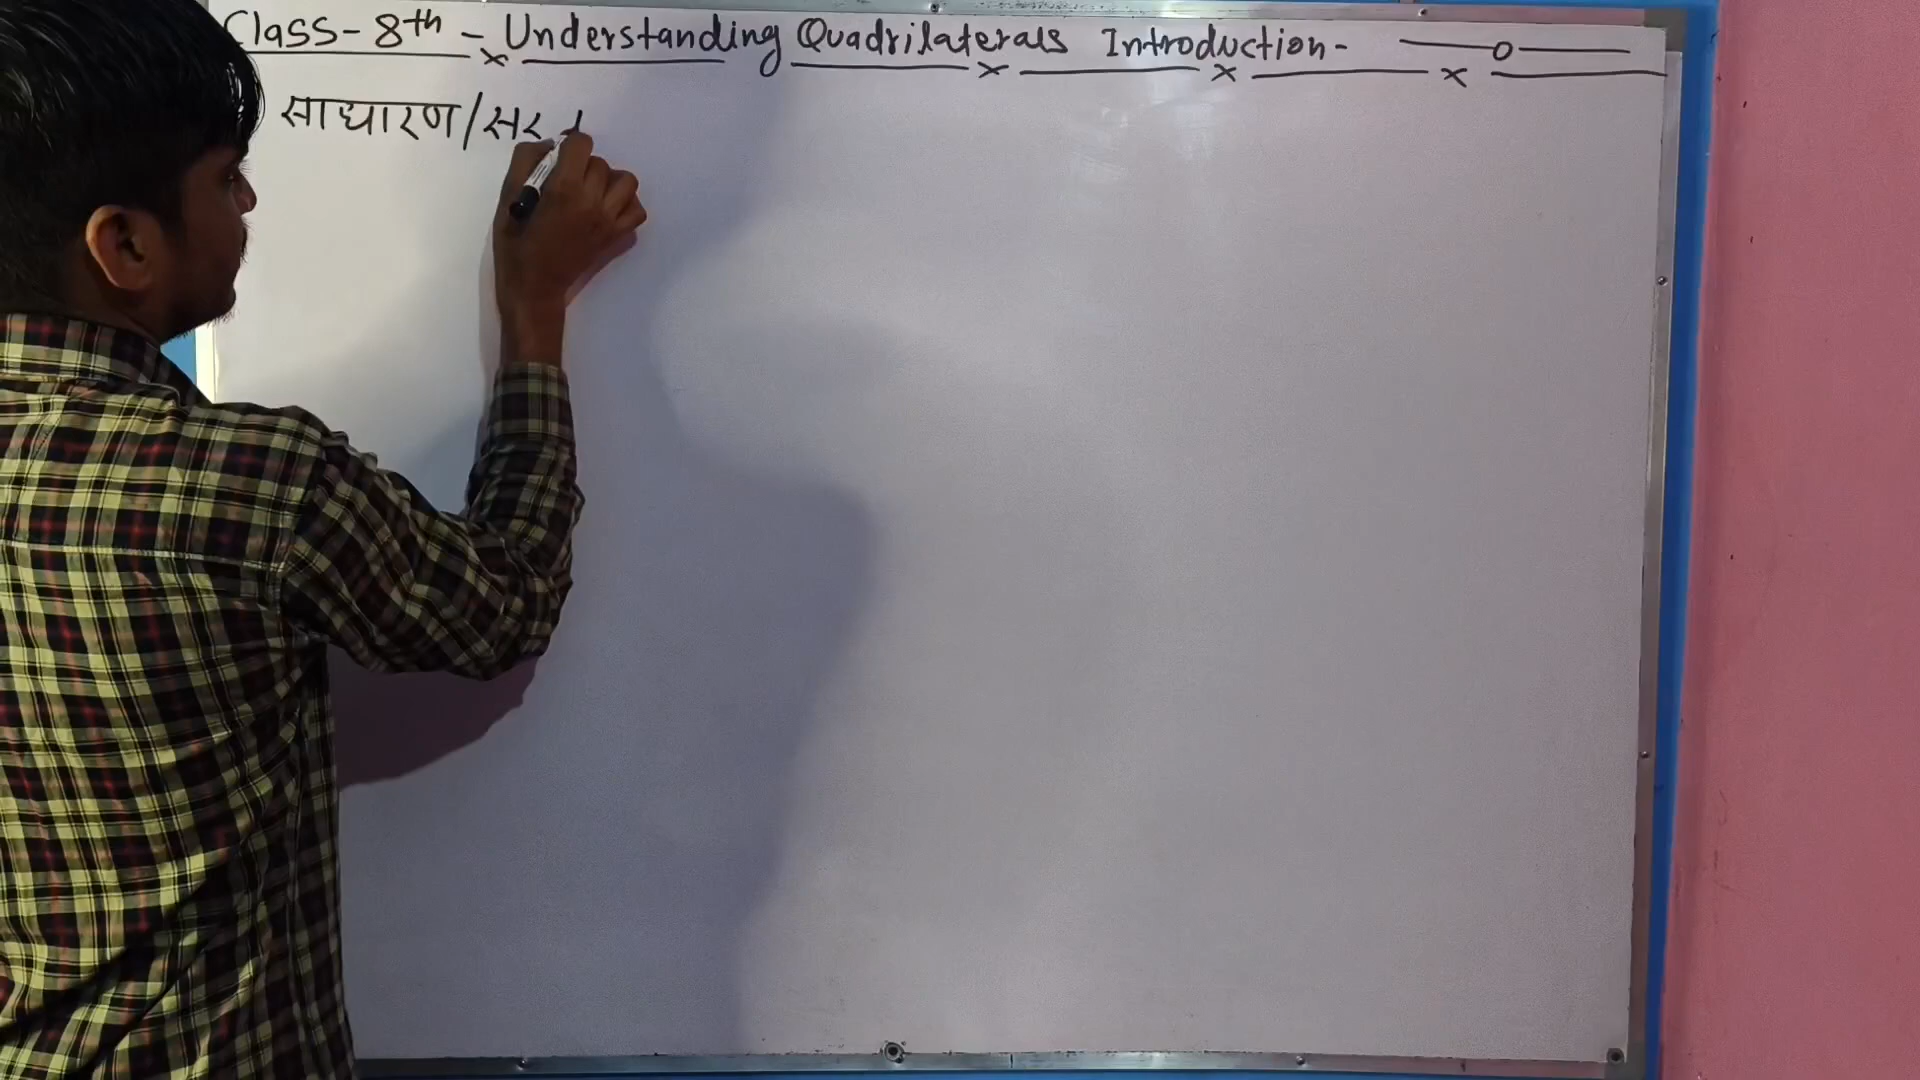 Class-8th - Understanding Quadrilaterals Introduction-
साधारण/सर